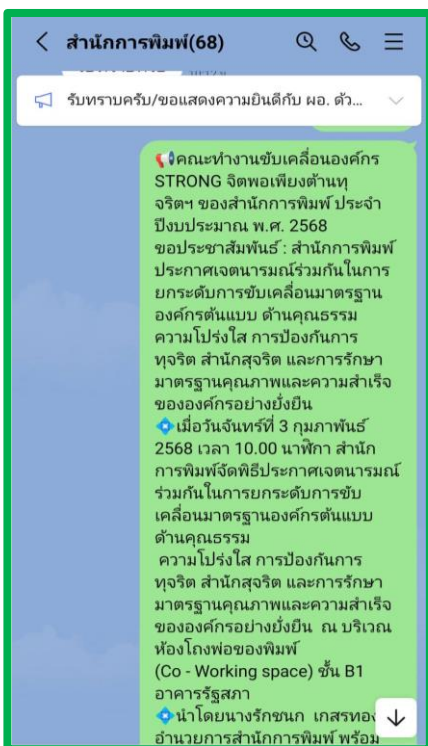 สำนักการพิมพ์(68)
รับทราบครับ/ขอแสดงความยินดีกับ ผอ. ด้ว...
📢คณะทำงานขับเคลื่อนองค์กร
STRONG จิตพอเพียงต้านทุ
จริตฯ ของสำนักการพิมพ์ ประจำ
ปีงบประมาณ พ.ศ. 2568
ขอประชาสัมพันธ์ : สำนักการพิมพ์
ประกาศเจตนารมณ์ร่วมกันในการ
ยกระดับการขับเคลื่อนมาตรฐาน
องค์กรต้นแบบ ด้านคุณธรรม
ความโปร่งใส การป้องกันการ
ทุจริต สำนักสุจริต และการรักษา
มาตรฐานคุณภาพและความสำเร็จ
ขององค์กรอย่างยั่งยืน
💠เมื่อวันจันทร์ที่ 3 กุมภาพันธ์
2568 เวลา 10.00 นาฬิกา สำนัก
การพิมพ์จัดพิธีประกาศเจตนารมณ์
ร่วมกันในการยกระดับการขับ
เคลื่อนมาตรฐานองค์กรต้นแบบ
ด้านคุณธรรม
ความโปร่งใส การป้องกันการ
ทุจริต สำนักสุจริต และการรักษา
มาตรฐานคุณภาพและความสำเร็จ
ขององค์กรอย่างยั่งยืน ณ บริเวณ
ห้องโถงพ่อของพิมพ์
(Co - Working space) ชั้น B1
อาคารรัฐสภา
💠นำโดยนางรักชนก เกสรทอง
อำนวยการสำนักการพิมพ์ พร้อม